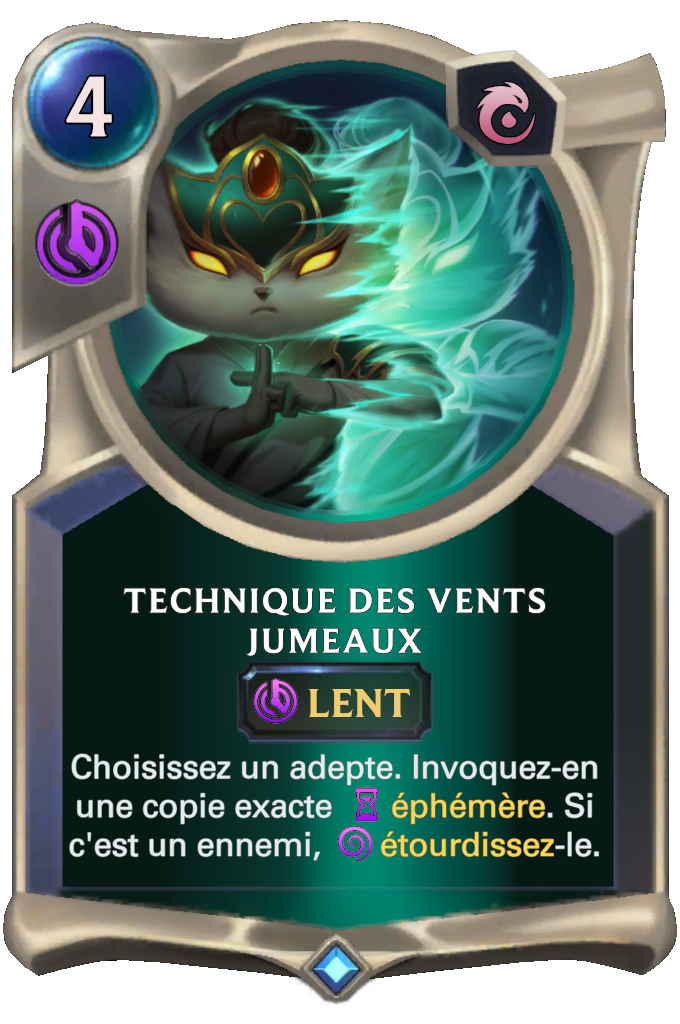 4
TECHNIQUE DES VENTS
JUMEAUX
LENT
Choisissez un adepte. Invoquez-en
une copie exacte éphémère. Si
c'est un ennemi, étourdissez-le.